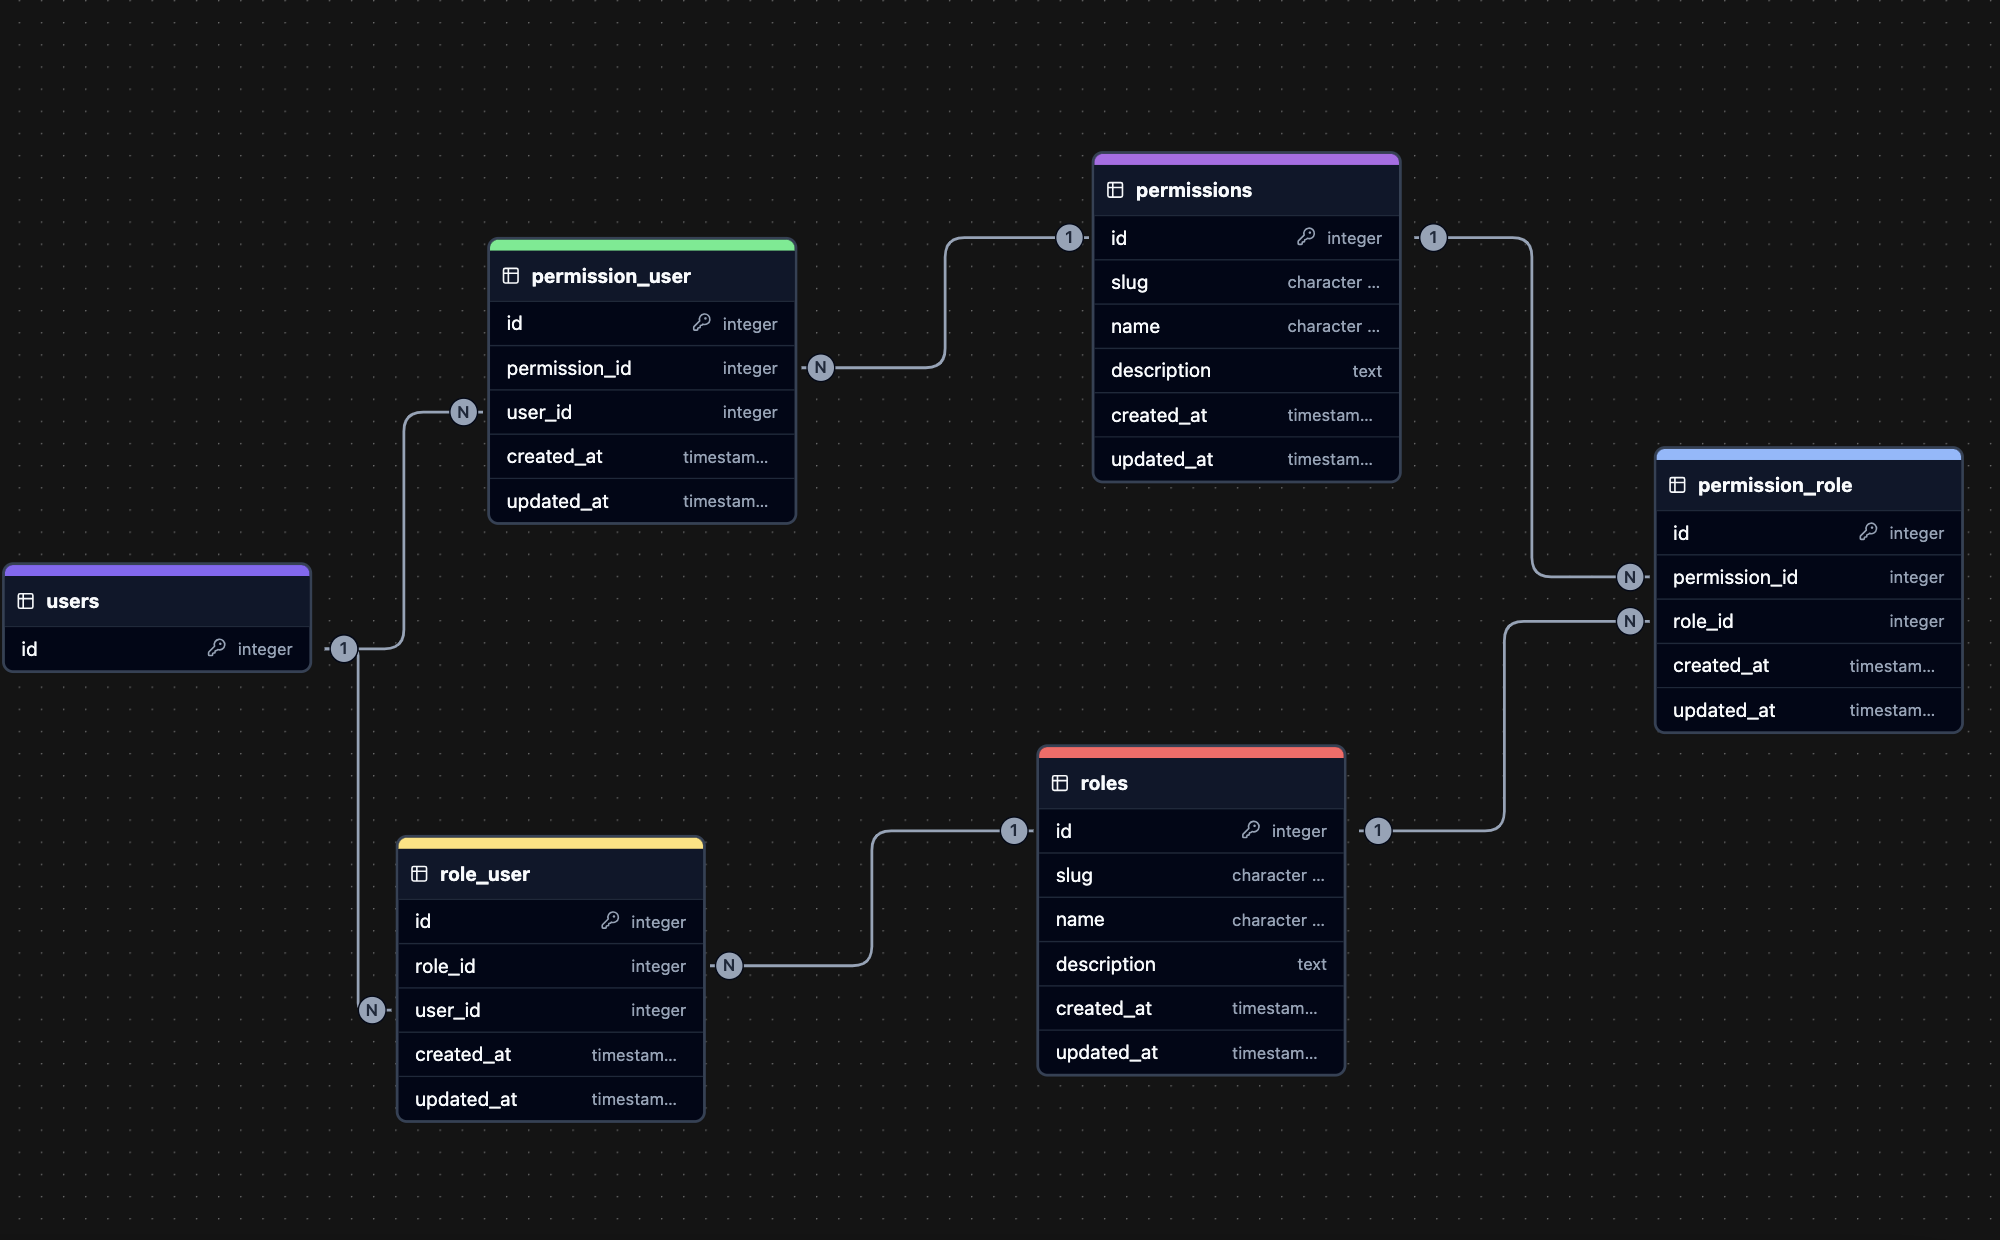 permissions
id integer
slug character ...
name character ...
description text
created_at timestam...
updated_at timestam...
1
1
permission_user
id integer
permission_id integer
user_id integer
created_at timestam...
updated_at timestam...
N
N
users
id integer
1
permission_role
id integer
permission_id integer
role_id integer
created_at timestam...
updated_at timestam...
N
N
roles
id integer
slug character ...
name character ...
description text
created_at timestam...
updated_at timestam...
1
1
role_user
id integer
role_id integer
user_id integer
created_at timestam...
updated_at timestam...
N
N